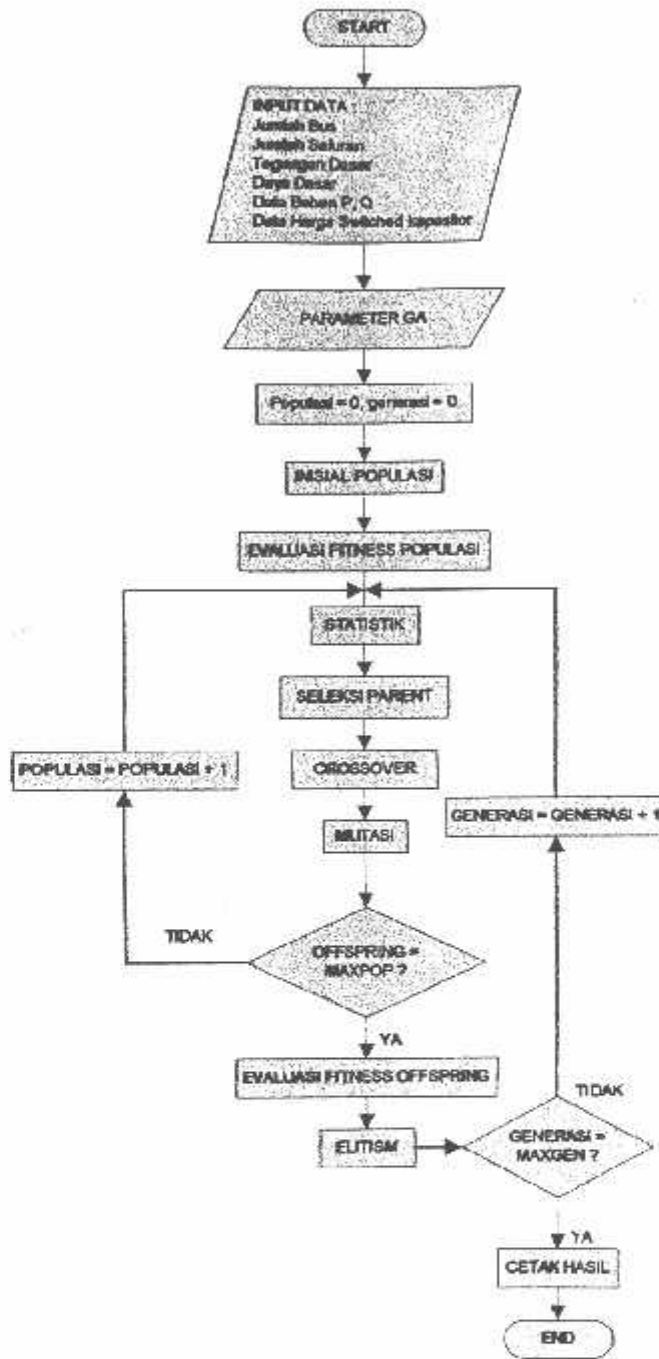 START
INPUT DATA :
Jumlah Bus
Jumlah Saluran
Tegangan Dasar
Daya Dasar
Data Beban P, Q
Data Harga Switched kapasitor
PARAMETER GA
Populasi = 0, generasi = 0
INISIAL POPULASI
EVALUASI FITNESS POPULASI
STATISTIK
SELEKSI PARENT
POPULASI = POPULASI + 1
CROSSOVER
GENERASI = GENERASI + 1
MUTASI
TIDAK
OFFSPRING =
MAXPOP ?
YA
EVALUASI FITNESS OFFSPRING
TIDAK
ELITISM
GENERASI =
MAXGEN ?
YA
CETAK HASIL
END